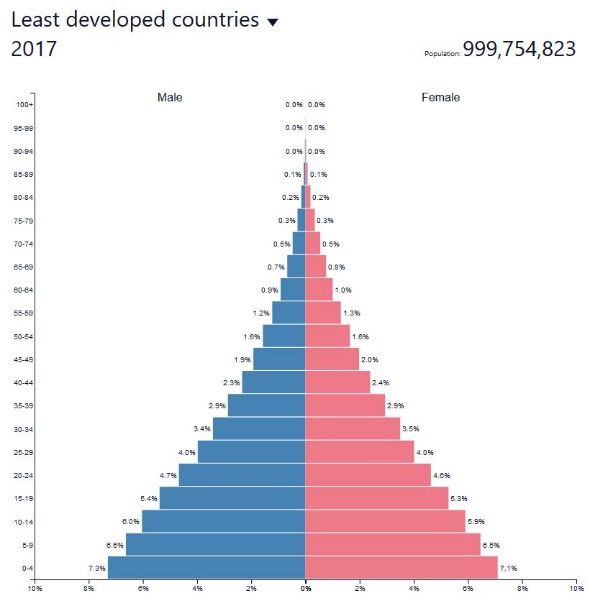 Least developed countries
2017
Population: 999,754,823
Male Female
100+ 0.0% 0.0%
95-99 0.0% 0.0%
90-94 0.0% 0.0%
85-89 0.1% 0.1%
80-84 0.2% 0.2%
75-79 0.3% 0.3%
70-74 0.5% 0.5%
65-69 0.7% 0.8%
60-64 0.9% 1.0%
55-59 1.2% 1.3%
50-54 1.6% 1.6%
45-49 1.9% 2.0%
40-44 2.3% 2.4%
35-39 2.9% 2.9%
30-34 3.4% 3.5%
25-29 4.0% 4.0%
20-24 4.7% 4.6%
15-19 5.4% 5.3%
10-14 6.0% 5.9%
5-9 6.6% 6.5%
0-4 7.3% 7.1%
10% 8% 6% 4% 2% 0% 0% 2% 4% 6% 8% 10%